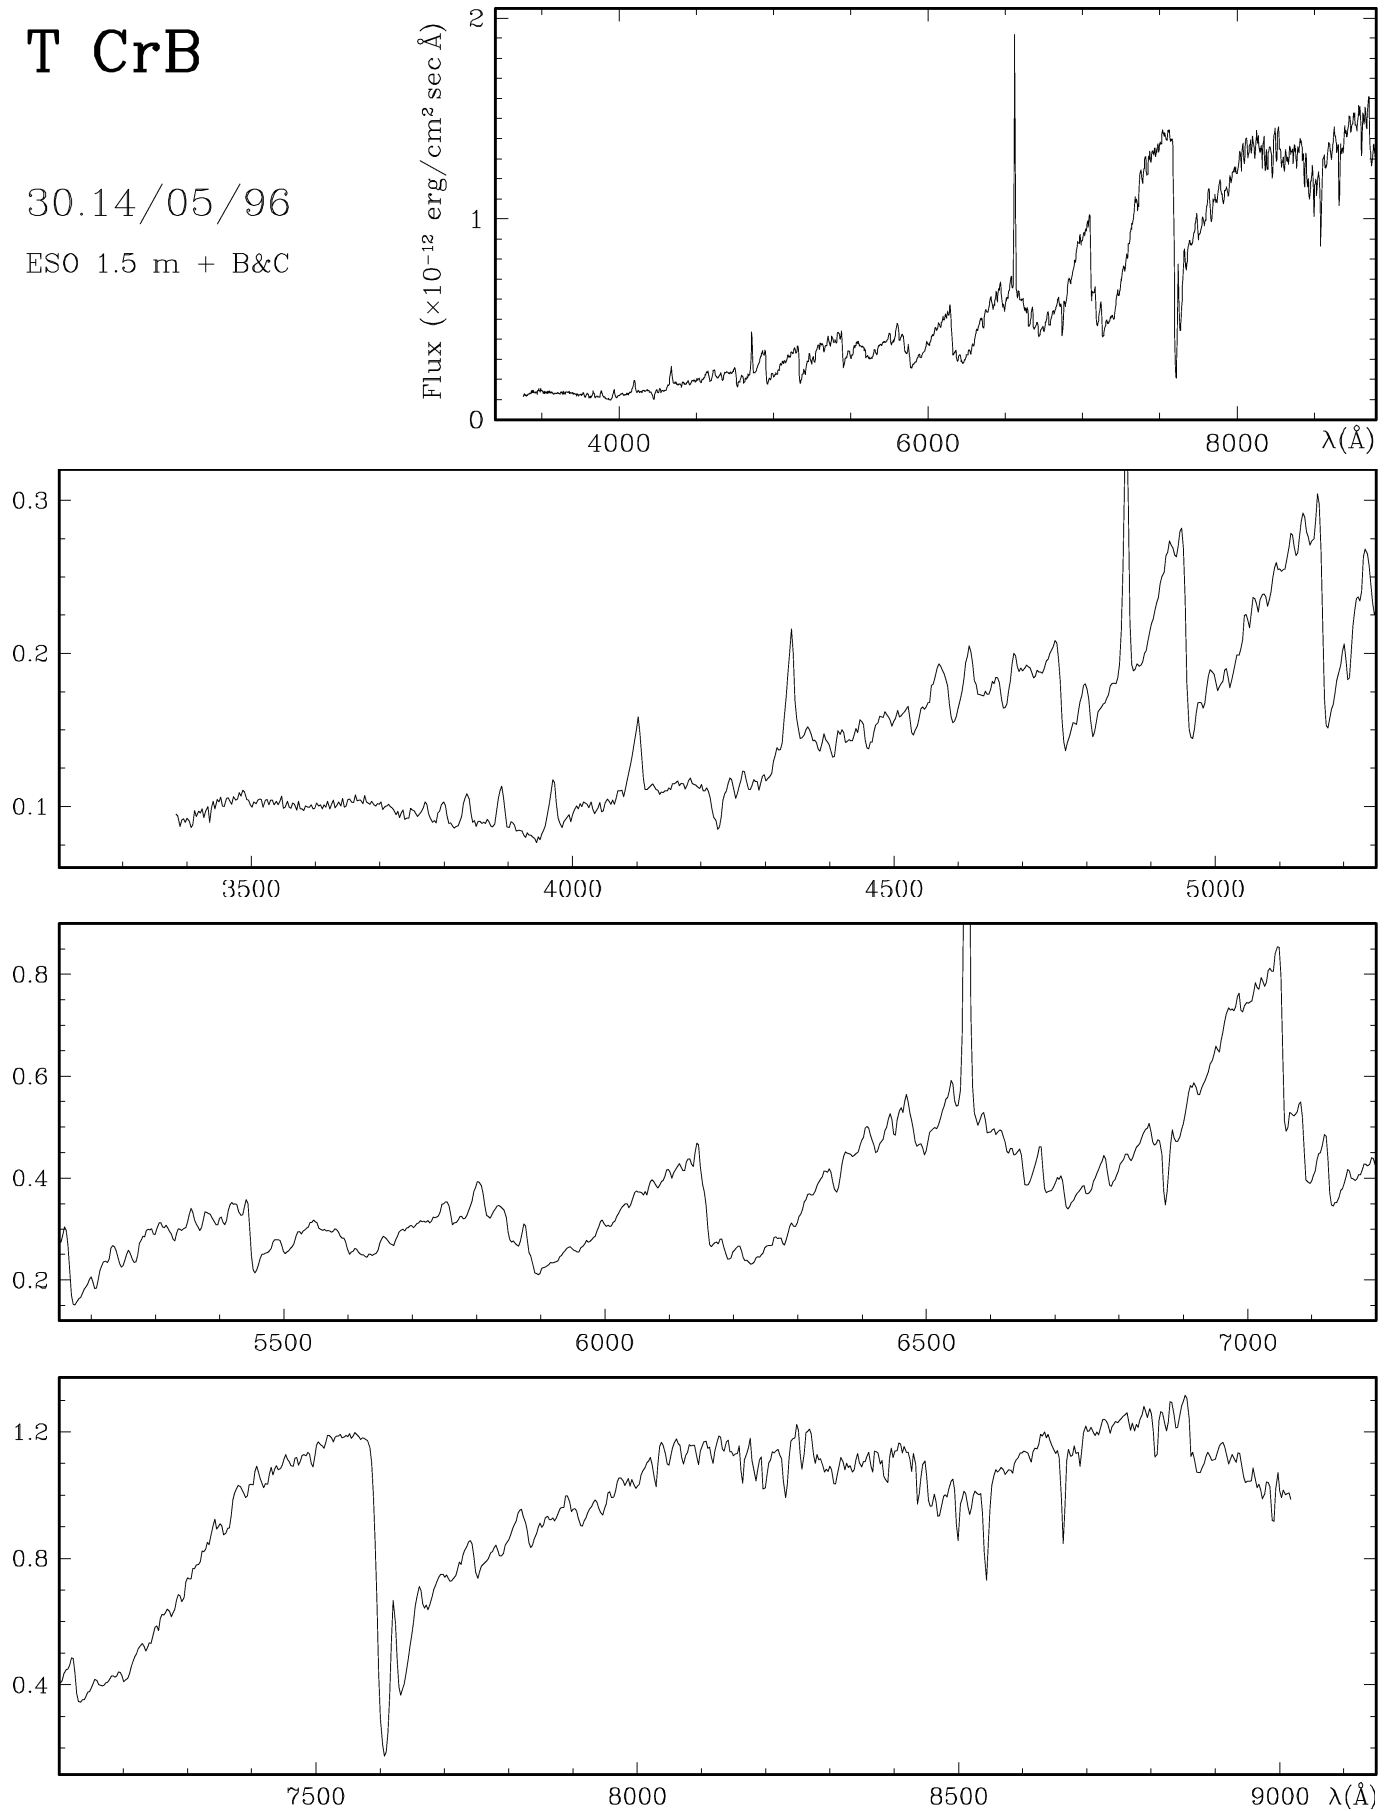 T CrB
30.14/05/96
ESO 1.5 m + B&C
Flux (×10⁻¹² erg/cm² sec Å)
2
1
0
4000 6000 8000 λ(Å)
0.3
0.2
0.1
3500 4000 4500 5000
0.8
0.6
0.4
0.2
5500 6000 6500 7000
1.2
0.8
0.4
7500 8000 8500 9000 λ(Å)